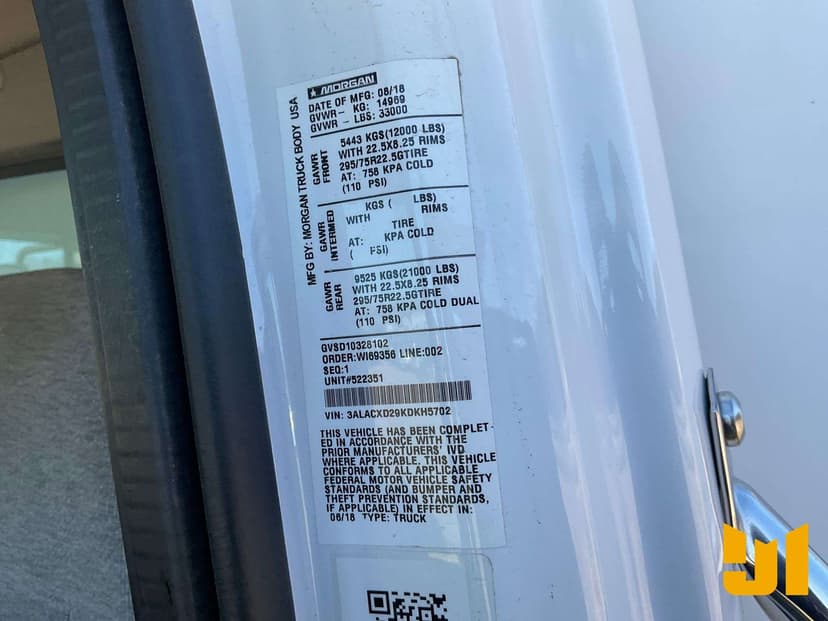 MORGAN
MFG BY: MORGAN TRUCK BODY USA
DATE OF MFG: 08/18
GVWR- KG: 14969
GVWR - LBS: 33000
GAWR FRONT
5443 KGS(12000 LBS)
WITH 22.5X8.25 RIMS
295/75R22.5GTIRE
AT: 758 KPA COLD
(110 PSI)
GAWR INTERMED
KGS ( LBS)
WITH RIMS
TIRE
AT: KPA COLD
( PSI)
GAWR REAR
9525 KGS(21000 LBS)
WITH 22.5X8.25 RIMS
295/75R22.5GTIRE
AT: 758 KPA COLD DUAL
(110 PSI)
GVSD10328102
ORDER:WI69356 LINE:002
SEQ:1
UNIT#522351
VIN: 3ALACXD29KDKH5702
THIS VEHICLE HAS BEEN COMPLET-
ED IN ACCORDANCE WITH THE
PRIOR MANUFACTURERS' IVD
WHERE APPLICABLE. THIS VEHICLE
CONFORMS TO ALL APPLICABLE
FEDERAL MOTOR VEHICLE SAFETY
STANDARDS (AND BUMPER AND
THEFT PREVENTION STANDARDS,
IF APPLICABLE) IN EFFECT IN:
06/18 TYPE: TRUCK